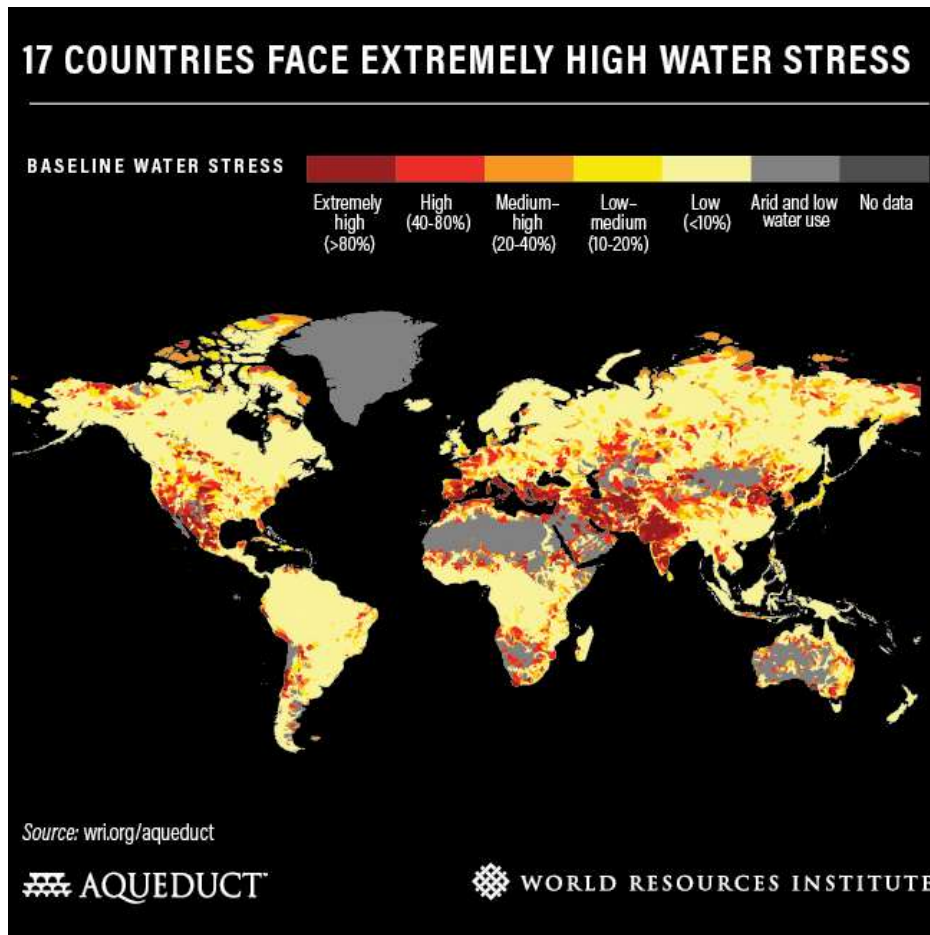 17 COUNTRIES FACE EXTREMELY HIGH WATER STRESS
BASELINE WATER STRESS
Extremely
high
(>80%)
High
(40-80%)
Medium–
high
(20-40%)
Low–
medium
(10-20%)
Low
(<10%)
Arid and low
water use
No data
Source: wri.org/aqueduct
AQUEDUCT™
WORLD RESOURCES INSTITUTE